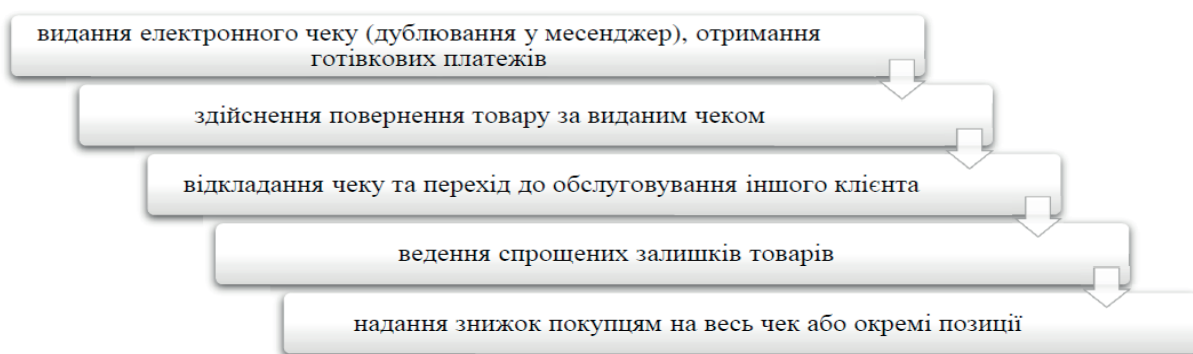 видання електронного чеку (дублювання у месенджер), отримання
готівкових платежів
здійснення повернення товару за виданим чеком
відкладання чеку та перехід до обслуговування іншого клієнта
ведення спрощених залишків товарів
надання знижок покупцям на весь чек або окремі позиції